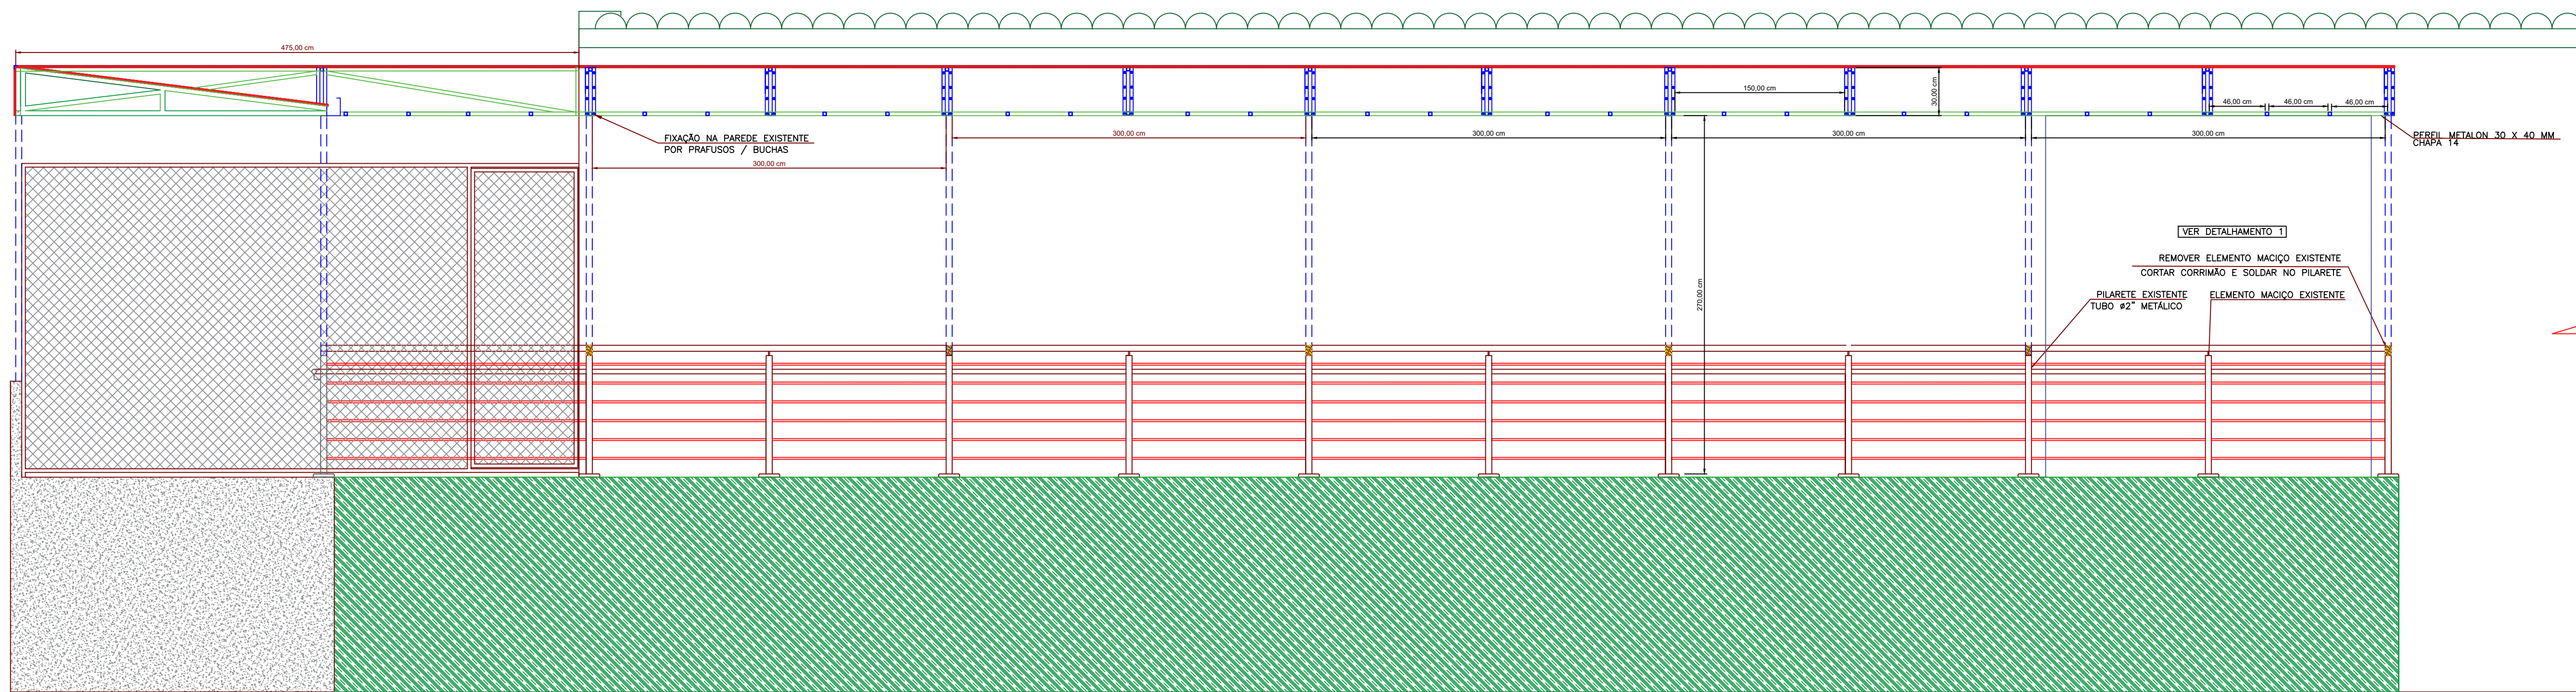 475,00 cm
150,00 cm
30,00 cm
46,00 cm
46,00 cm
46,00 cm
FIXAÇÃO NA PAREDE EXISTENTE
POR PRAFUSOS / BUCHAS
300,00 cm
300,00 cm
300,00 cm
300,00 cm
300,00 cm
PERFIL METALON 30 X 40 MM
CHAPA 14
270,00 cm
VER DETALHAMENTO 1
REMOVER ELEMENTO MACIÇO EXISTENTE
CORTAR CORRIMÃO E SOLDAR NO PILARETE
PILARETE EXISTENTE
TUBO ø2" METÁLICO
ELEMENTO MACIÇO EXISTENTE